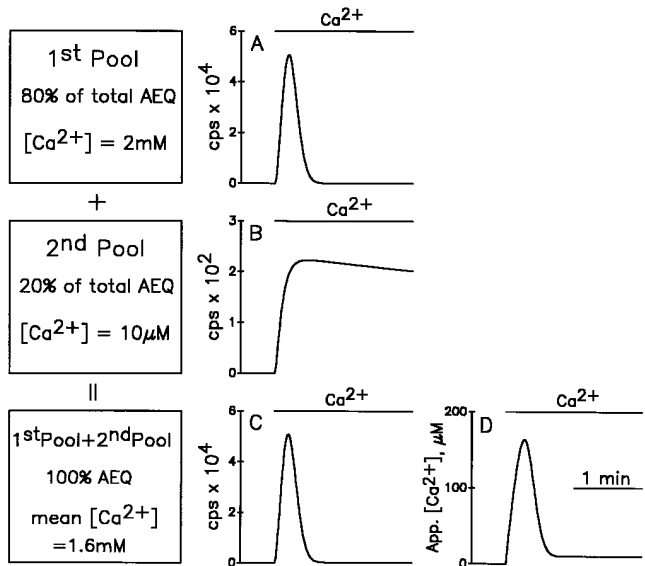 1st Pool
80% of total AEQ
[Ca2+] = 2mM
+
2nd Pool
20% of total AEQ
[Ca2+] = 10μM
=
1stPool+2ndPool
100% AEQ
mean [Ca2+]
=1.6mM
A
Ca2+
cps x 10^4
6
4
2
0
B
Ca2+
cps x 10^2
3
2
1
0
C
Ca2+
cps x 10^4
6
4
2
0
D
Ca2+
App. [Ca2+], μM
200
100
0
1 min